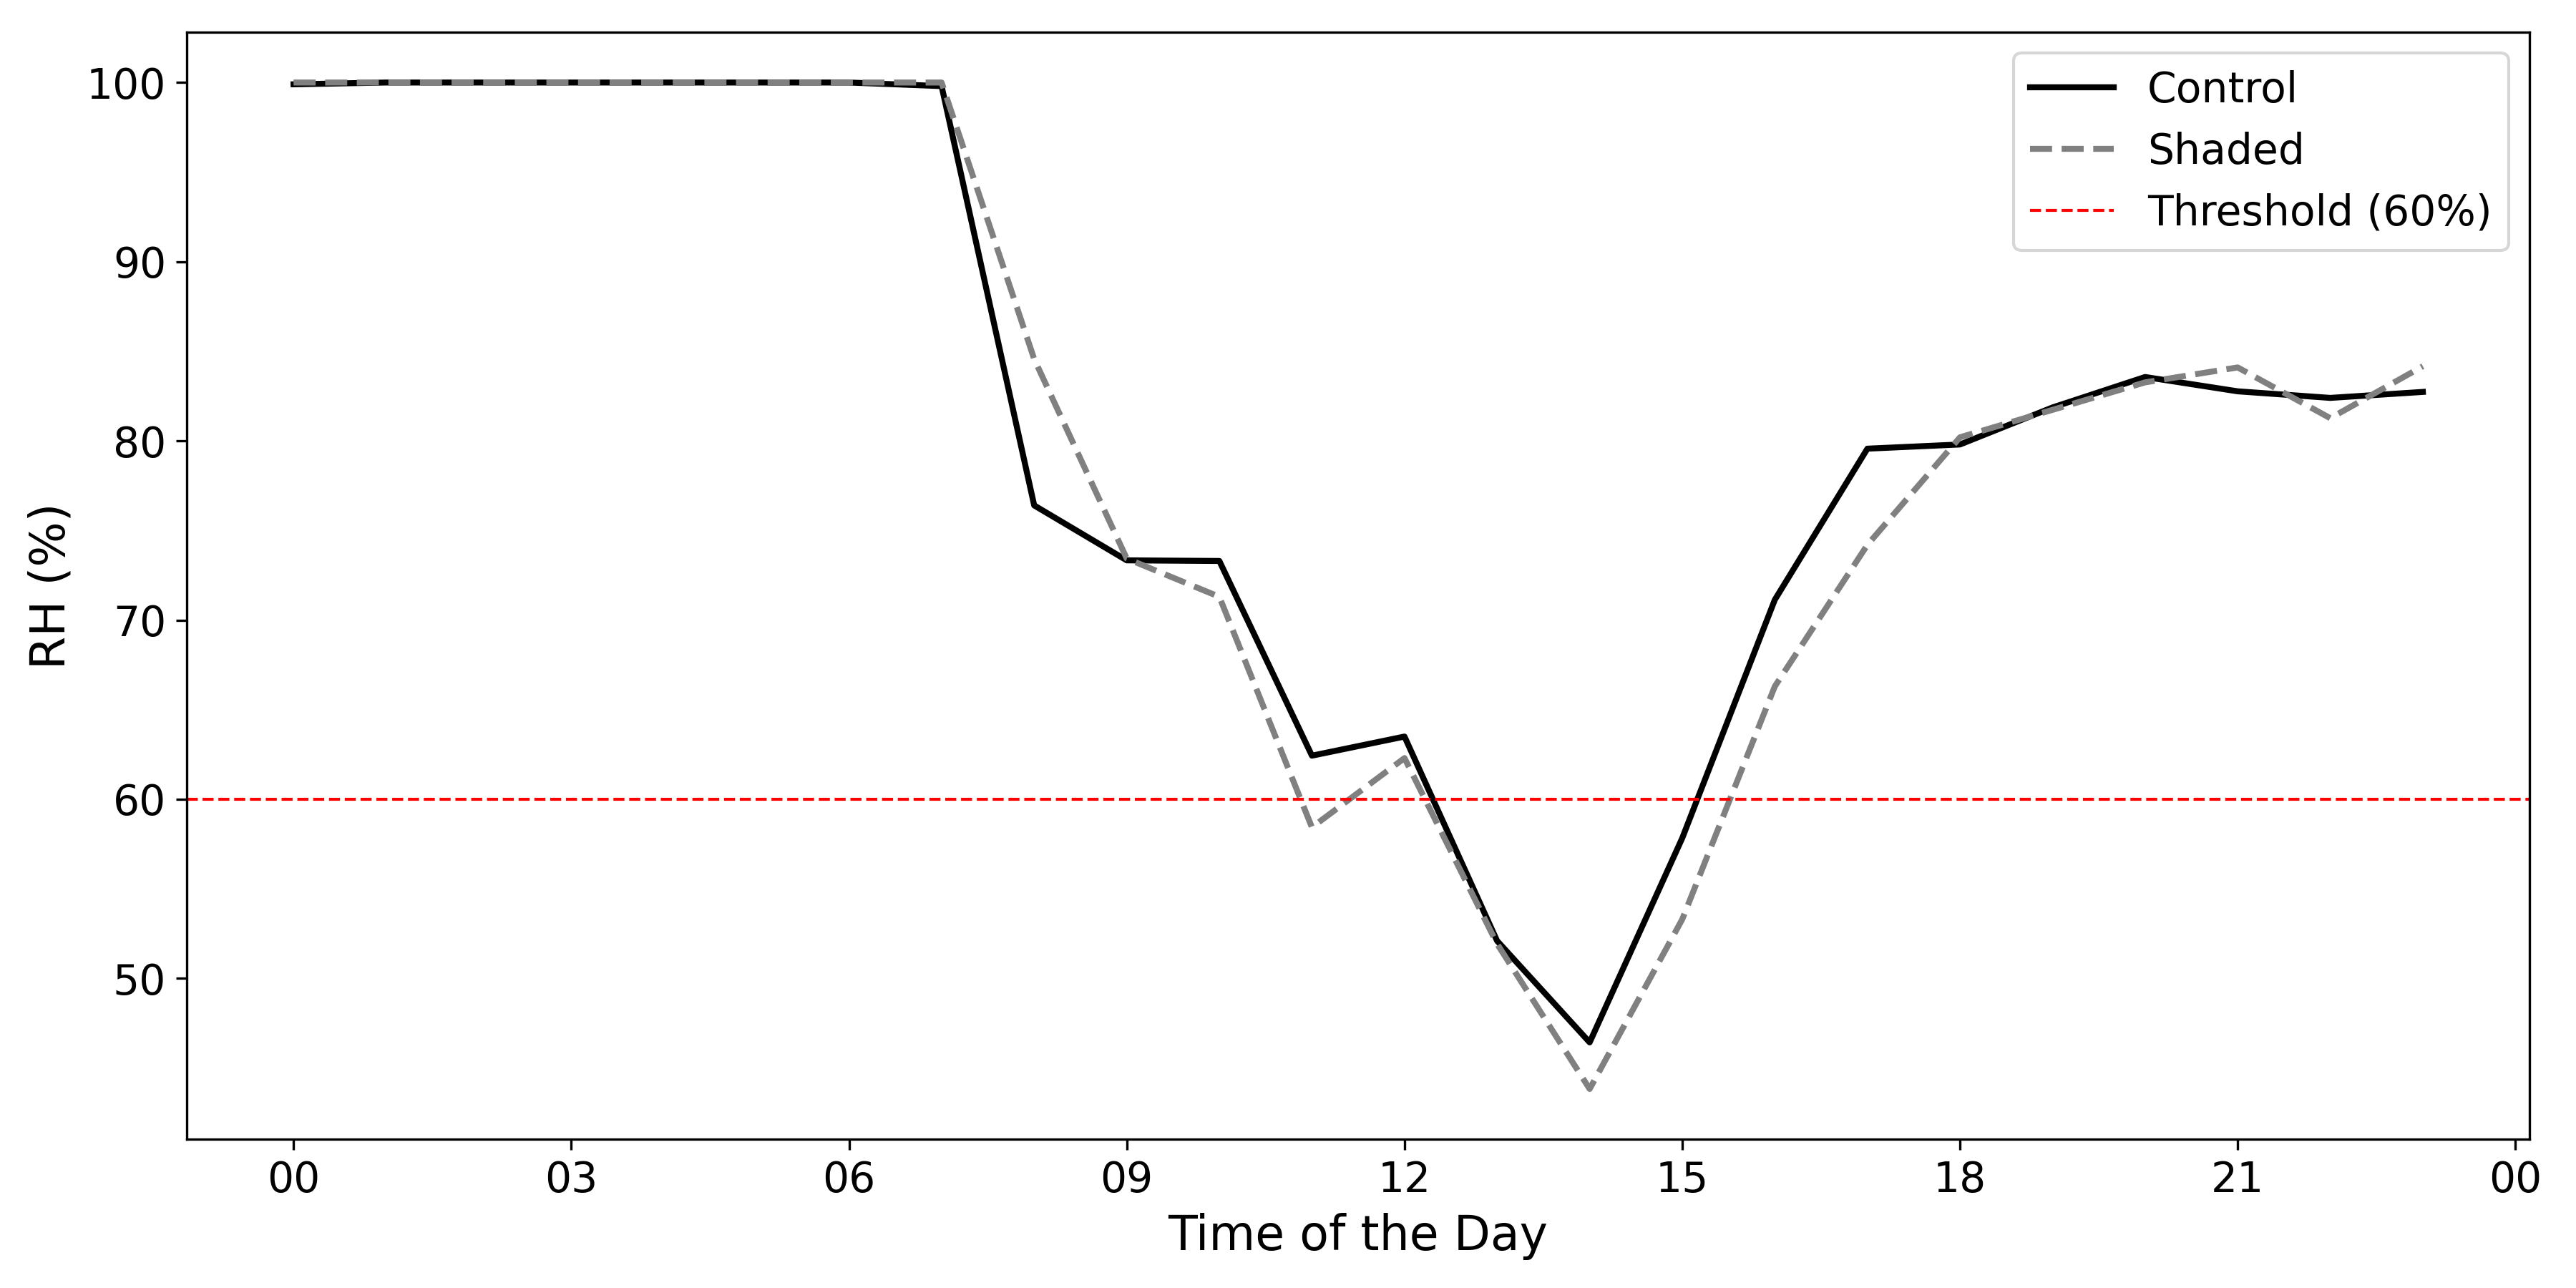 Control
Shaded
Threshold (60%)
100
90
80
70
60
50
RH (%)
00 03 06 09 12 15 18 21 00
Time of the Day